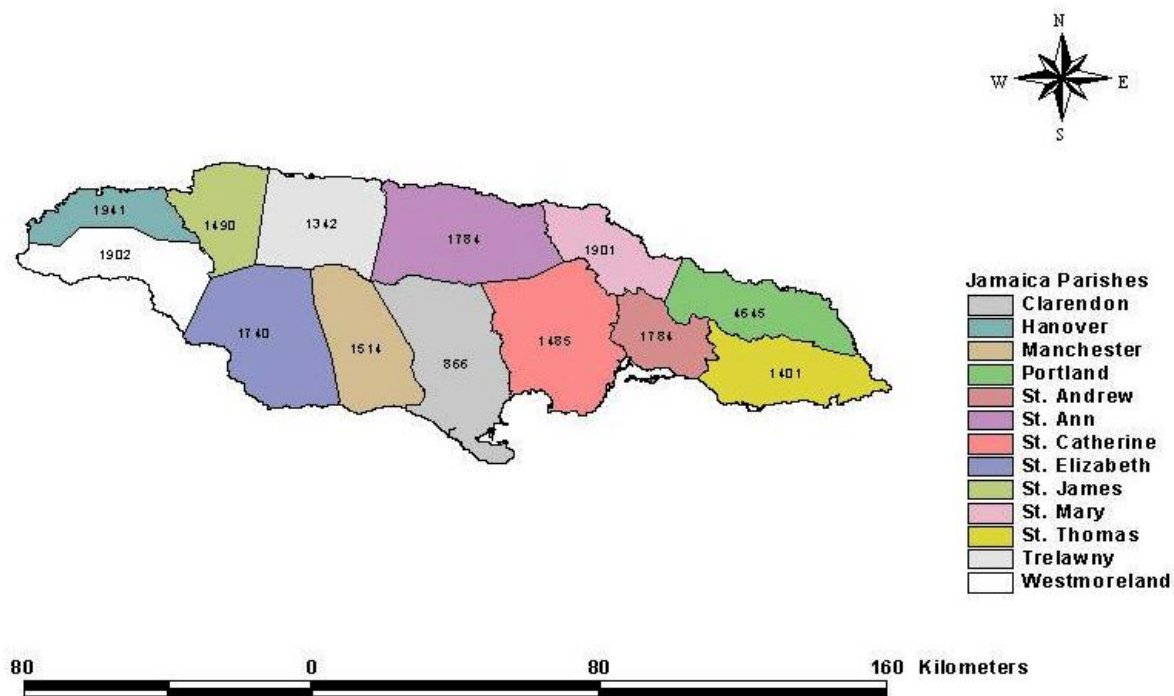 N
W E
S
1941
1490
1342
1784
1901
1902
4645
1740
1514
866
1485
1784
1401
Jamaica Parishes
Clarendon
Hanover
Manchester
Portland
St. Andrew
St. Ann
St. Catherine
St. Elizabeth
St. James
St. Mary
St. Thomas
Trelawny
Westmoreland
80 0 80 160 Kilometers